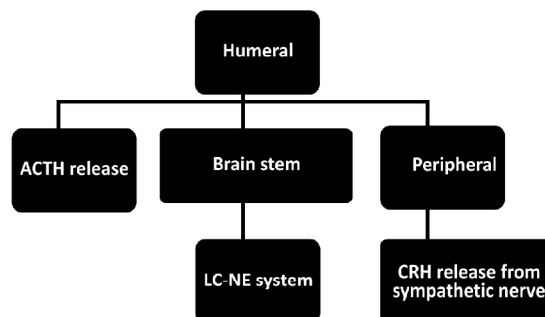 Humeral
ACTH release
Brain stem
Peripheral
LC-NE system
CRH release from
sympathetic nerve